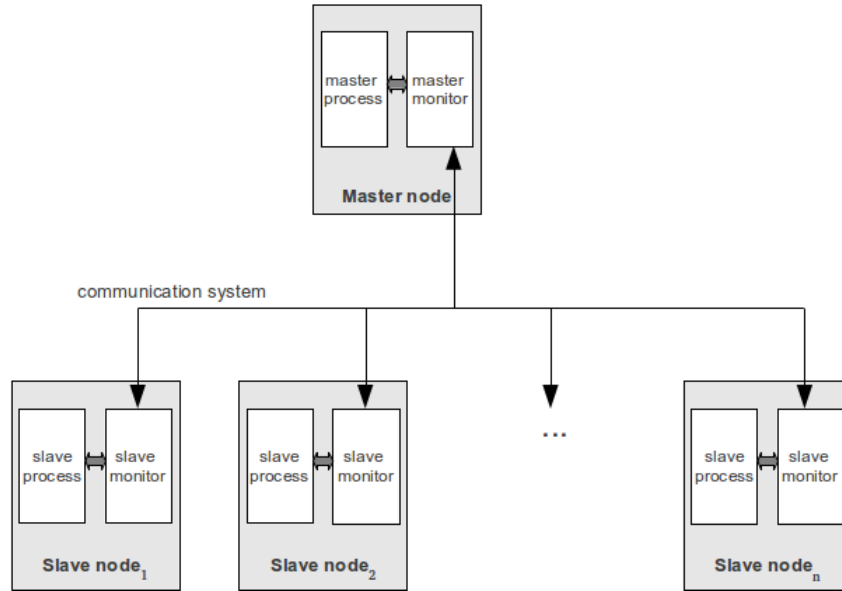 master
process
master
monitor
Master node
communication system
slave
process
slave
monitor
Slave node1
slave
process
slave
monitor
Slave node2
...
slave
process
slave
monitor
Slave noden